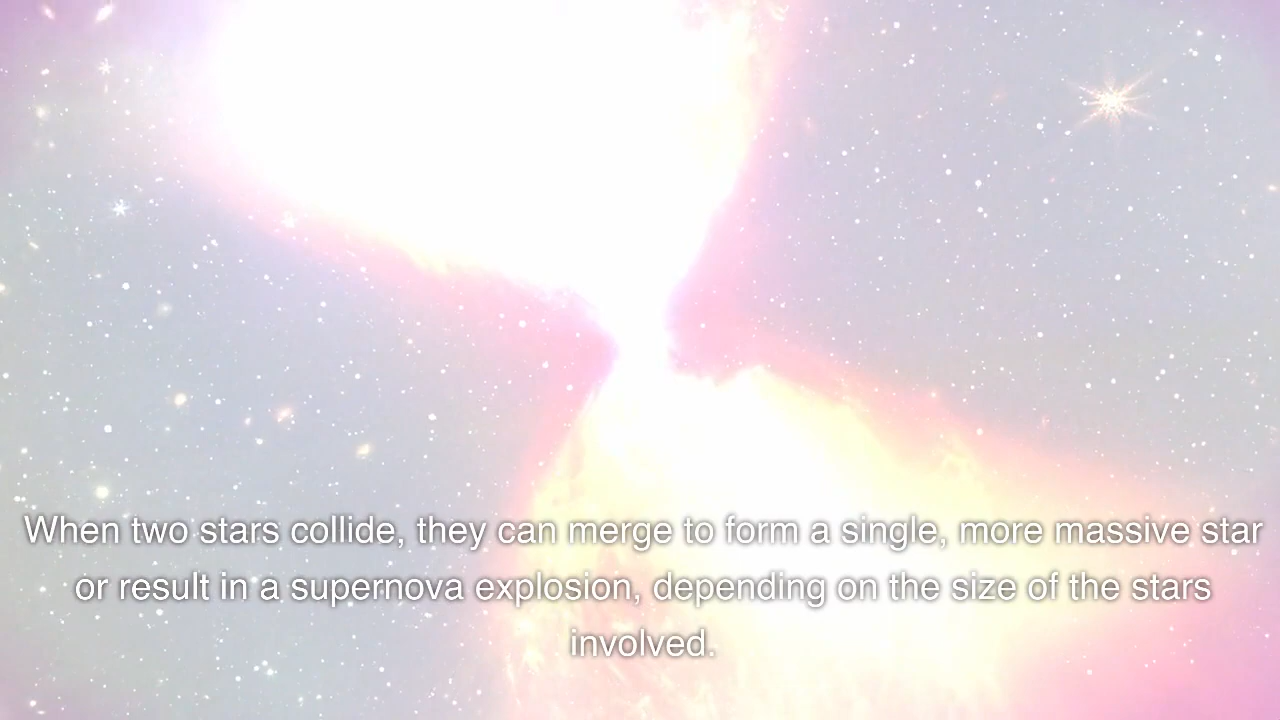 When two stars collide, they can merge to form a single, more massive star
or result in a supernova explosion, depending on the size of the stars
involved.